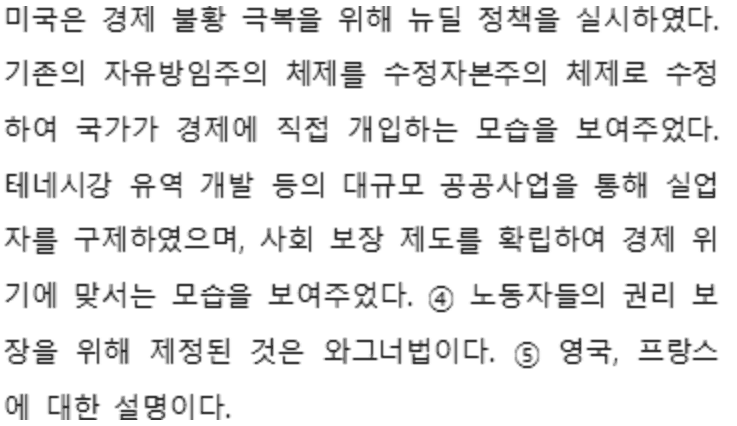 미국은 경제 불황 극복을 위해 뉴딜 정책을 실시하였다.
기존의 자유방임주의 체제를 수정자본주의 체제로 수정
하여 국가가 경제에 직접 개입하는 모습을 보여주었다.
테네시강 유역 개발 등의 대규모 공공사업을 통해 실업
자를 구제하였으며, 사회 보장 제도를 확립하여 경제 위
기에 맞서는 모습을 보여주었다. ④ 노동자들의 권리 보
장을 위해 제정된 것은 와그너법이다. ⑤ 영국, 프랑스
에 대한 설명이다.